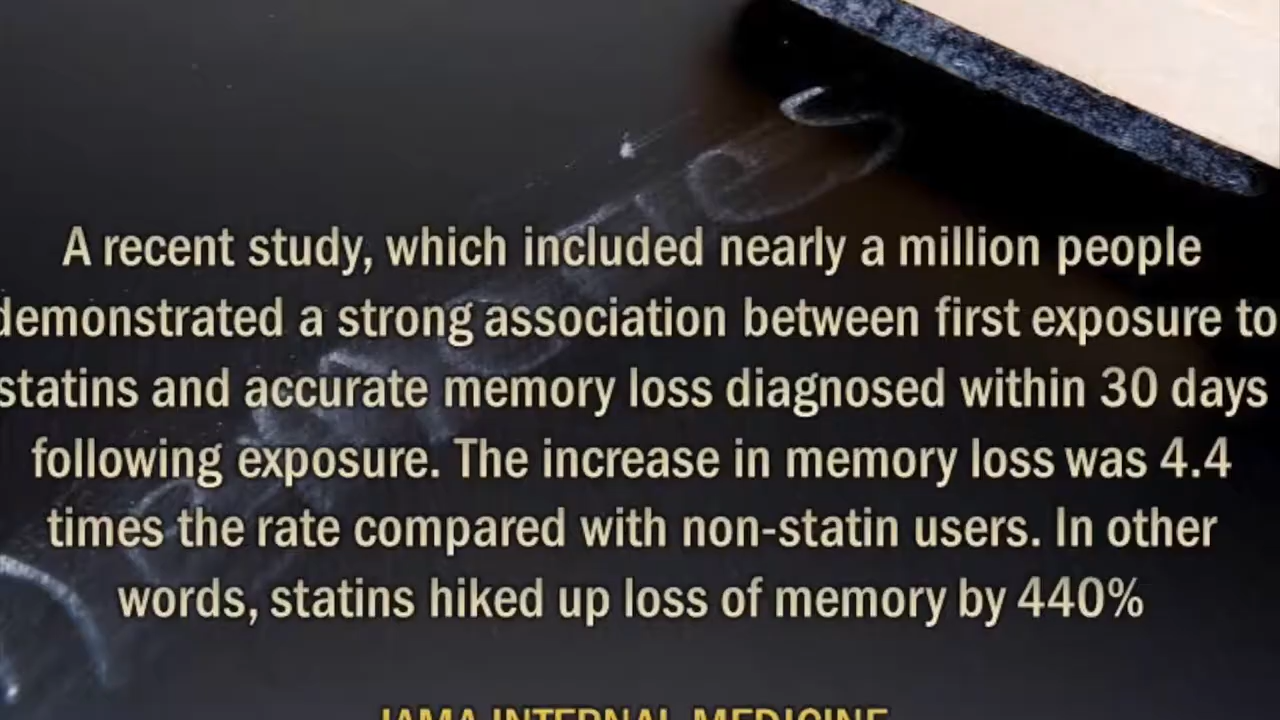 A recent study, which included nearly a million people
demonstrated a strong association between first exposure to
statins and accurate memory loss diagnosed within 30 days
following exposure. The increase in memory loss was 4.4
times the rate compared with non-statin users. In other
words, statins hiked up loss of memory by 440%
JAMA INTERNAL MEDICINE